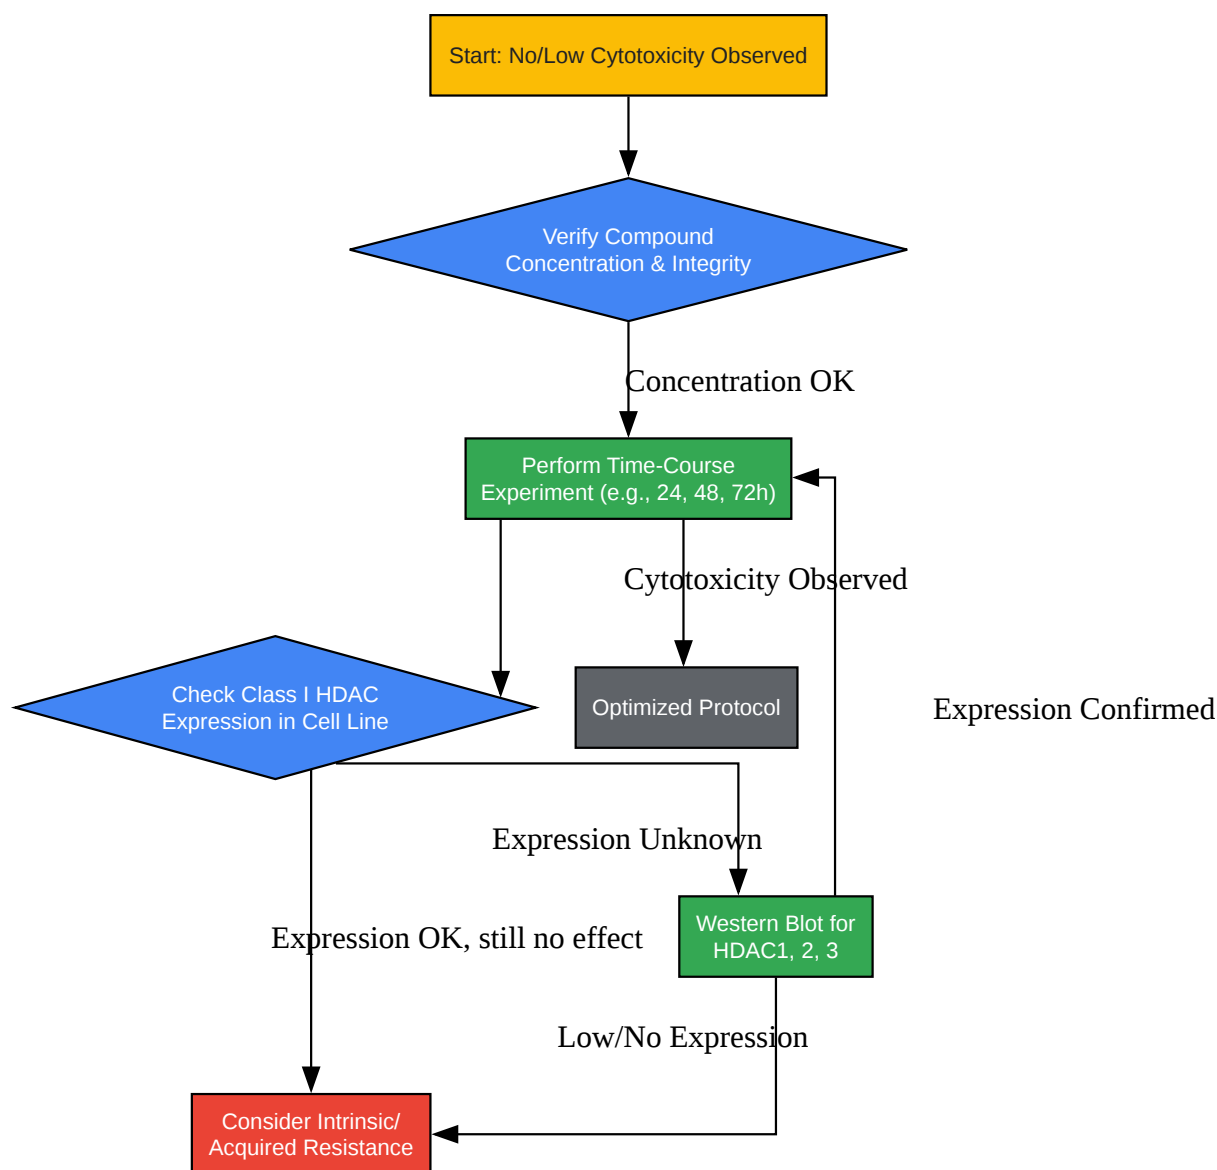 Start: No/Low Cytotoxicity Observed
Verify Compound
Concentration & Integrity
Concentration OK
Perform Time-Course
Experiment (e.g., 24, 48, 72h)
Cytotoxicity Observed
Check Class I HDAC
Expression in Cell Line
Optimized Protocol
Expression Confirmed
Expression Unknown
Expression OK, still no effect
Western Blot for
HDAC1, 2, 3
Low/No Expression
Consider Intrinsic/
Acquired Resistance